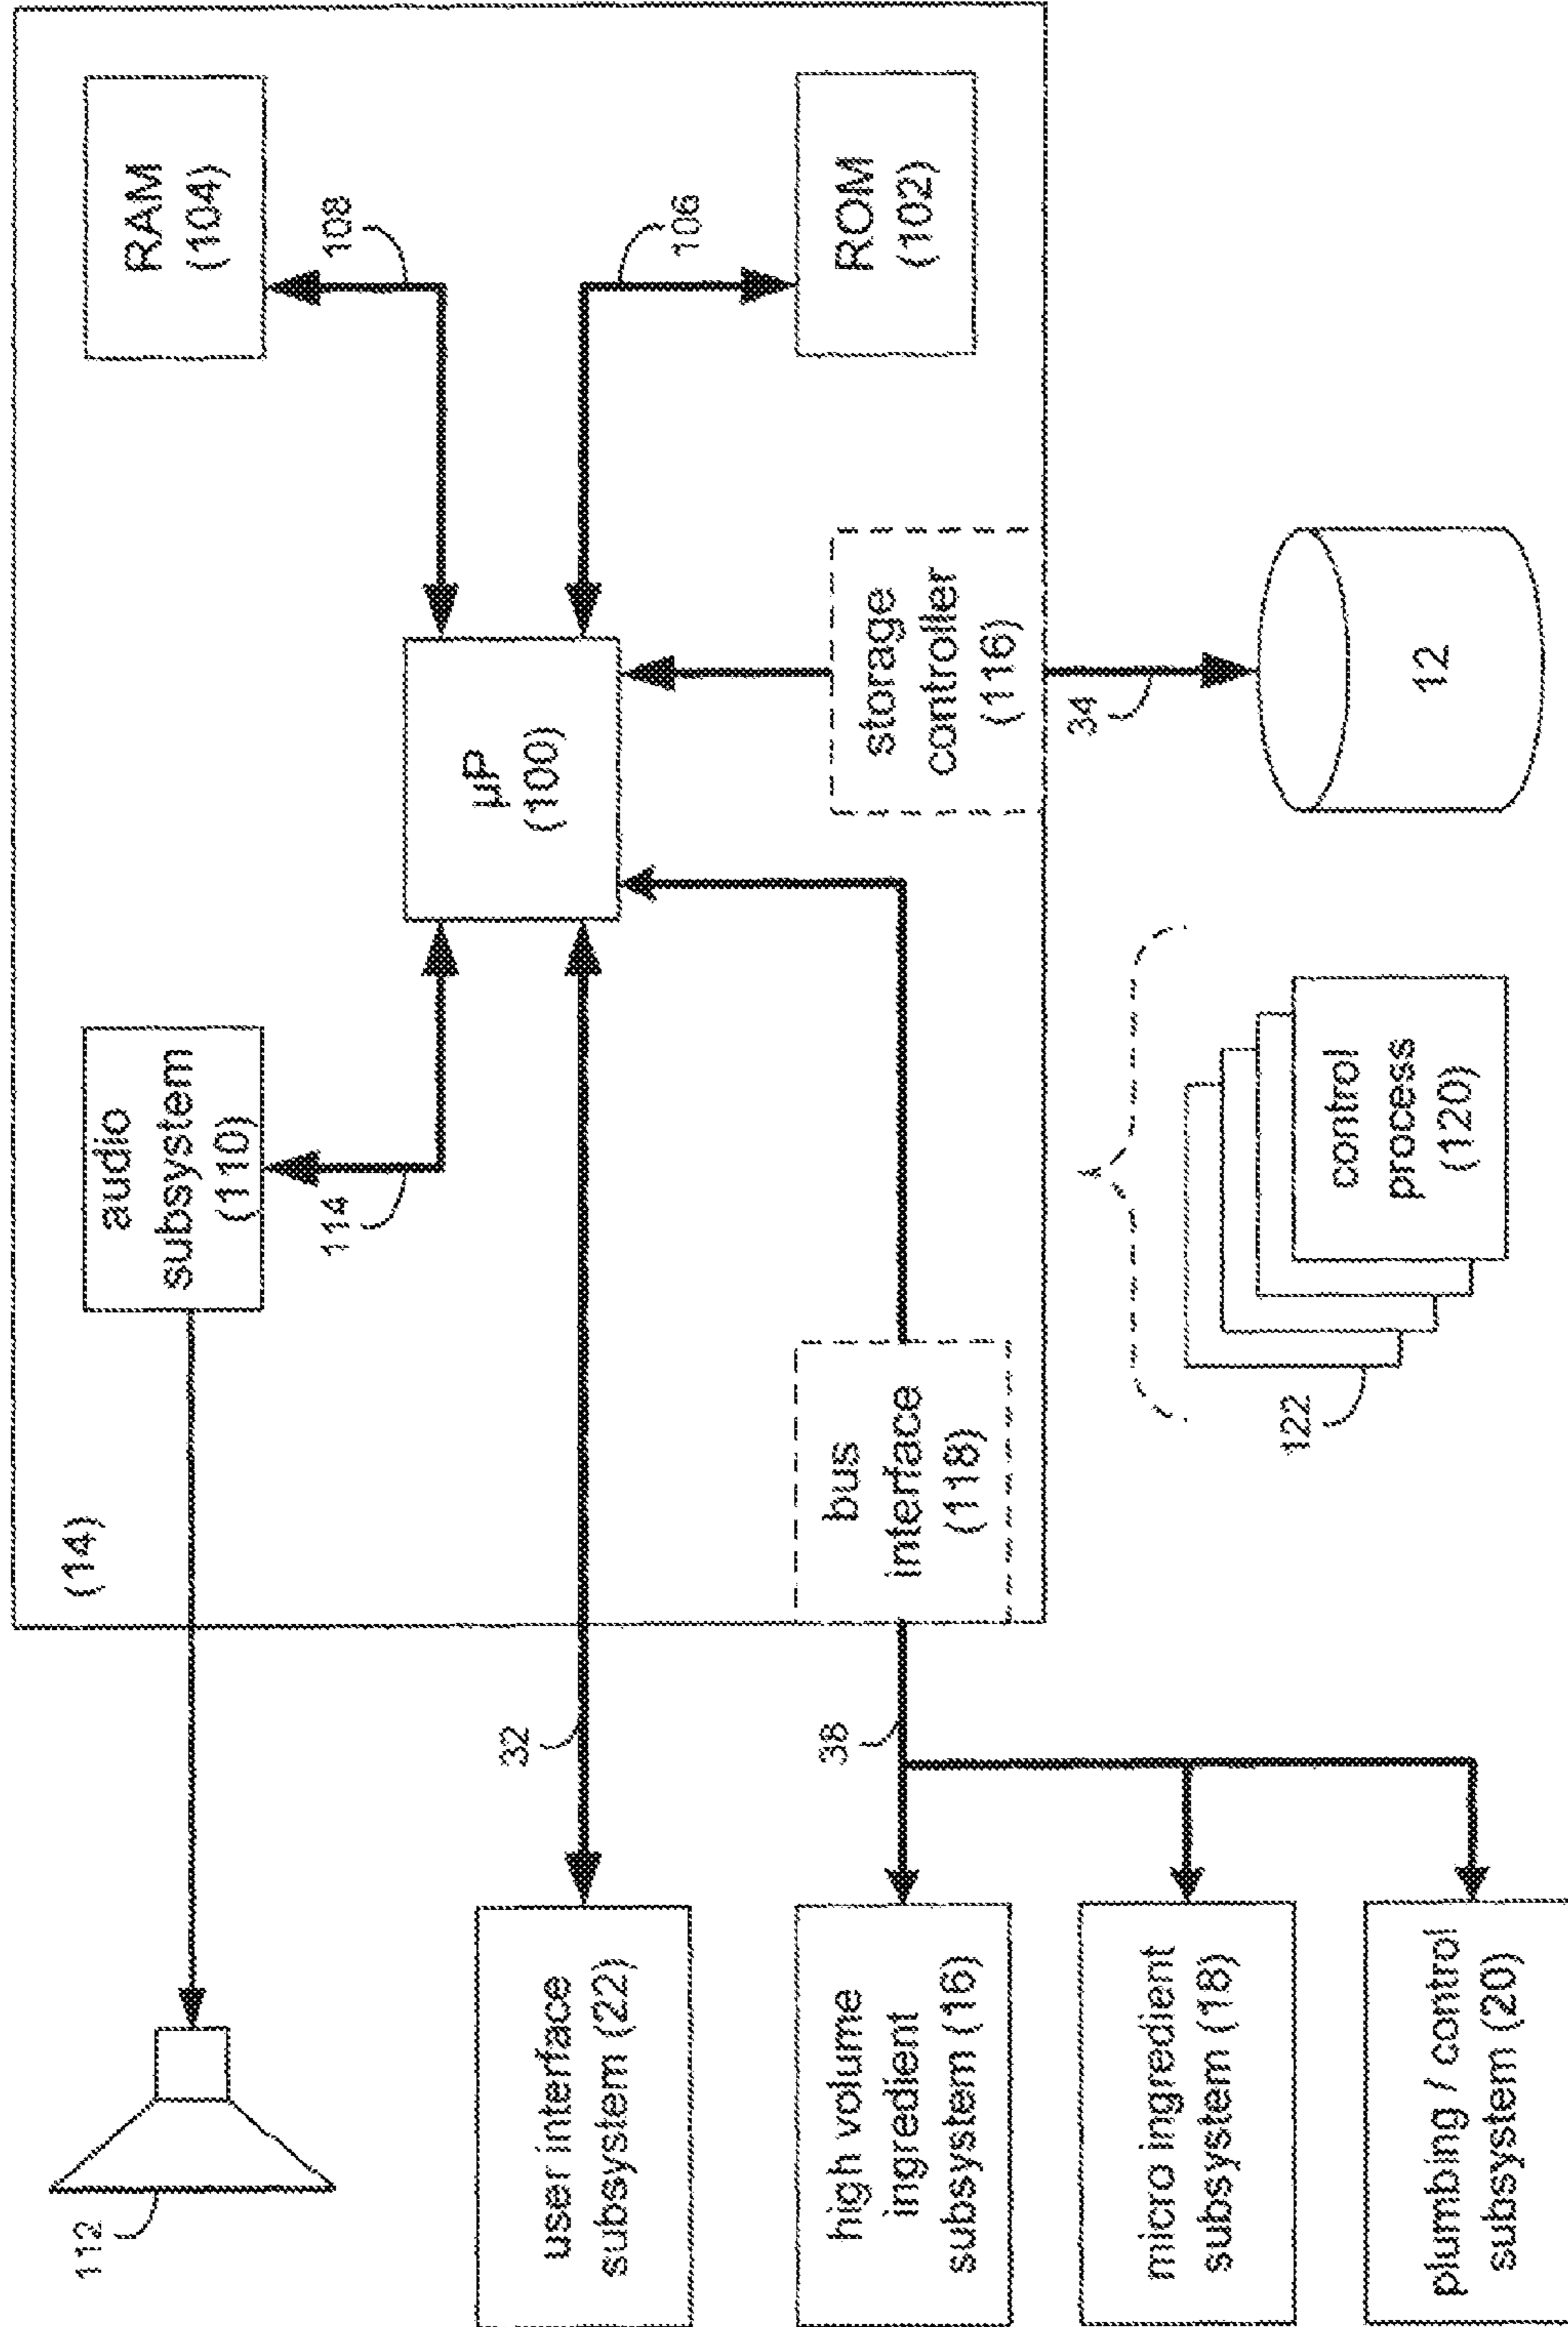 (14)
RAM
(104)
108
audio
subsystem
(110)
114
112
µP
(100)
106
ROM
(102)
32
user interface
subsystem (22)
storage
controller
(116)
bus
interface
(118)
38
high volume
ingredient
subsystem (16)
34
12
micro ingredient
subsystem (18)
control
process
(120)
122
plumbing / control
subsystem (20)